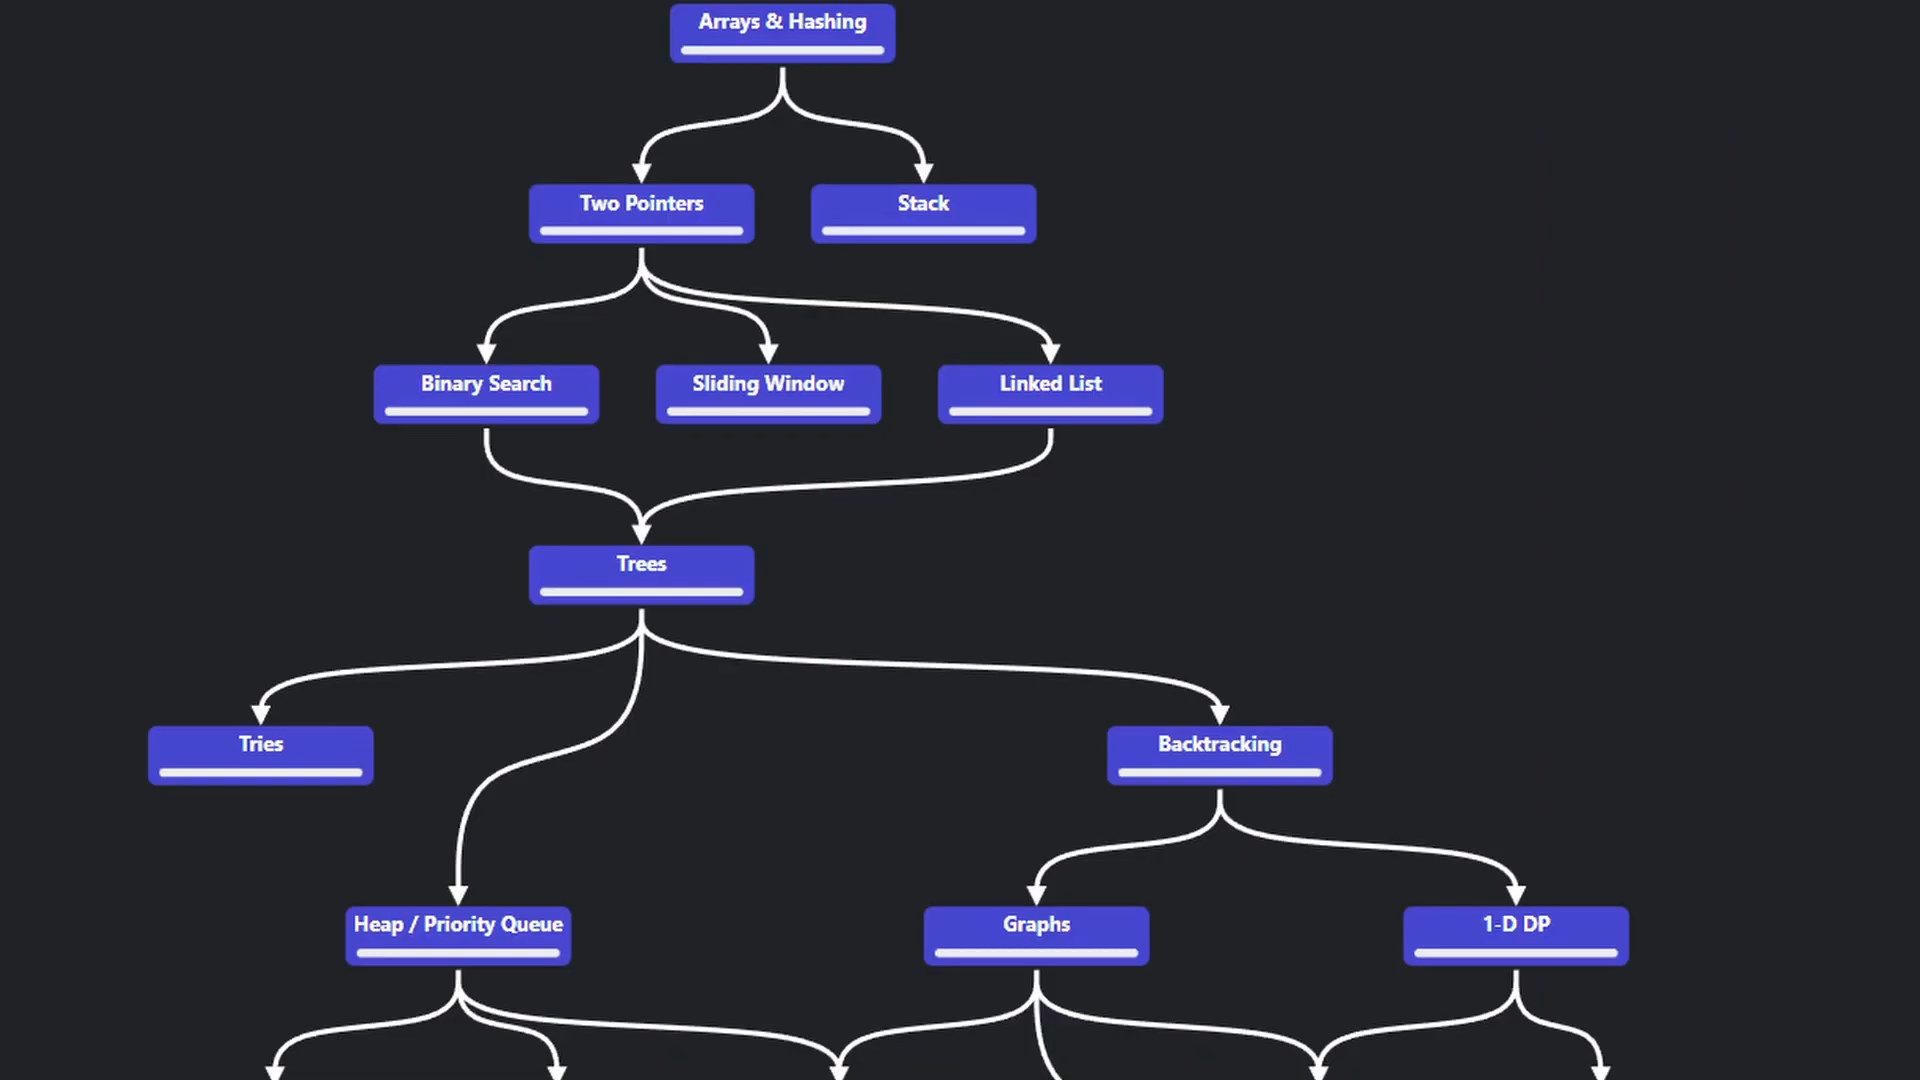 Arrays & Hashing
Two Pointers
Stack
Binary Search
Sliding Window
Linked List
Trees
Tries
Backtracking
Heap / Priority Queue
Graphs
1-D DP